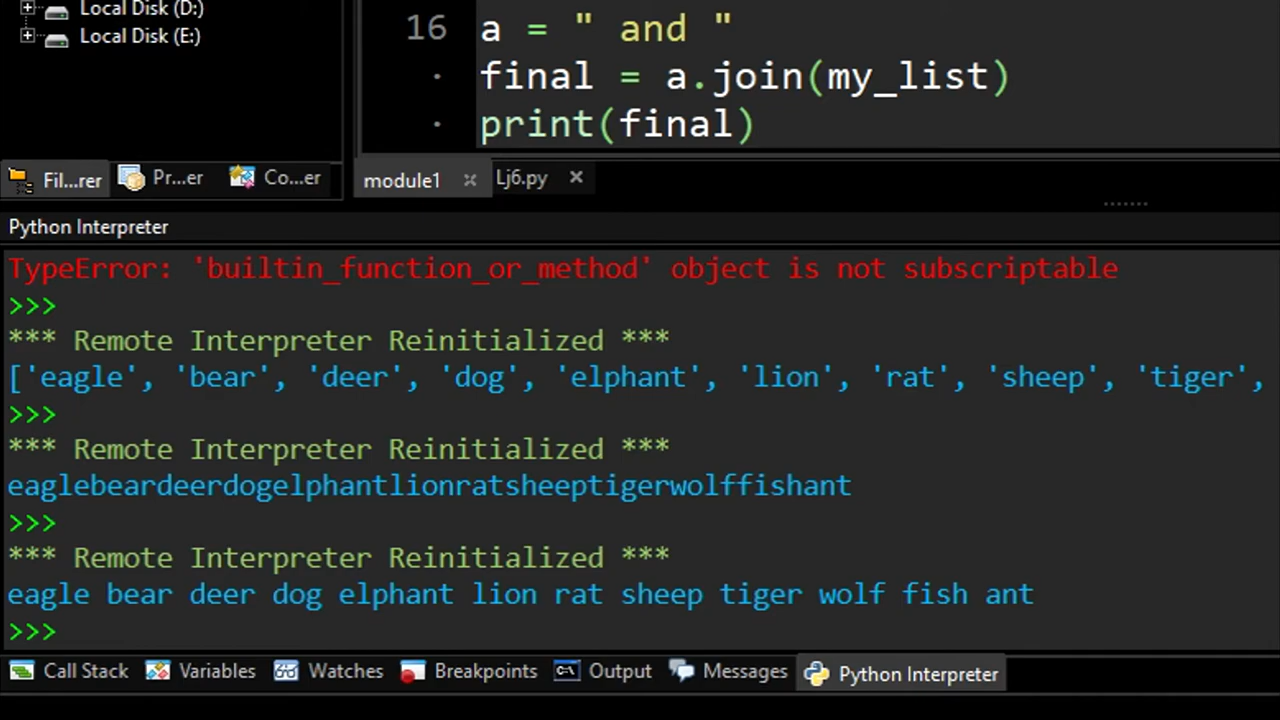 Local Disk (D:)
Local Disk (E:)
16 a = " and "
final = a.join(my_list)
print(final)
Fil...rer Pr...er Co...er
module1 Lj6.py
Python Interpreter
TypeError: 'builtin_function_or_method' object is not subscriptable
>>>
*** Remote Interpreter Reinitialized ***
['eagle', 'bear', 'deer', 'dog', 'elphant', 'lion', 'rat', 'sheep', 'tiger',
>>>
*** Remote Interpreter Reinitialized ***
eaglebeardeerdogelphantlionratsheeptigerwolffishant
>>>
*** Remote Interpreter Reinitialized ***
eagle bear deer dog elphant lion rat sheep tiger wolf fish ant
>>>
Call Stack Variables Watches Breakpoints Output Messages Python Interpreter